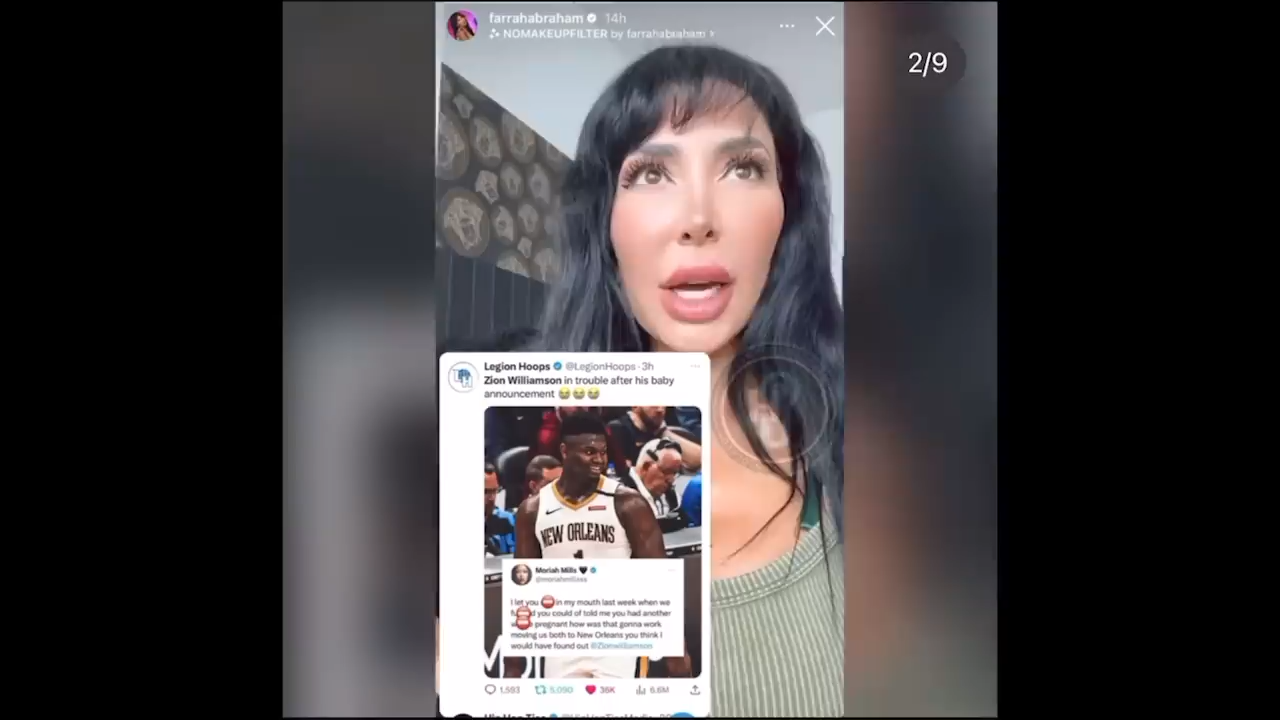 farrahabraham 14h
NOMAKEUPFILTER by farrahabraham
2/9
Legion Hoops @LegionHoops · 3h
Zion Williamson in trouble after his baby
announcement 😭😭😭
NEW ORLEANS
1
Moriah Mills 🖤
@moriahmillsss
I let you ⛔ in my mouth last week when we
f d you could of told me you had another
w pregnant how was that gonna work
moving us both to New Orleans you think I
would have found out @Zionwilliamson
1,593 5,090 36K 6.6M